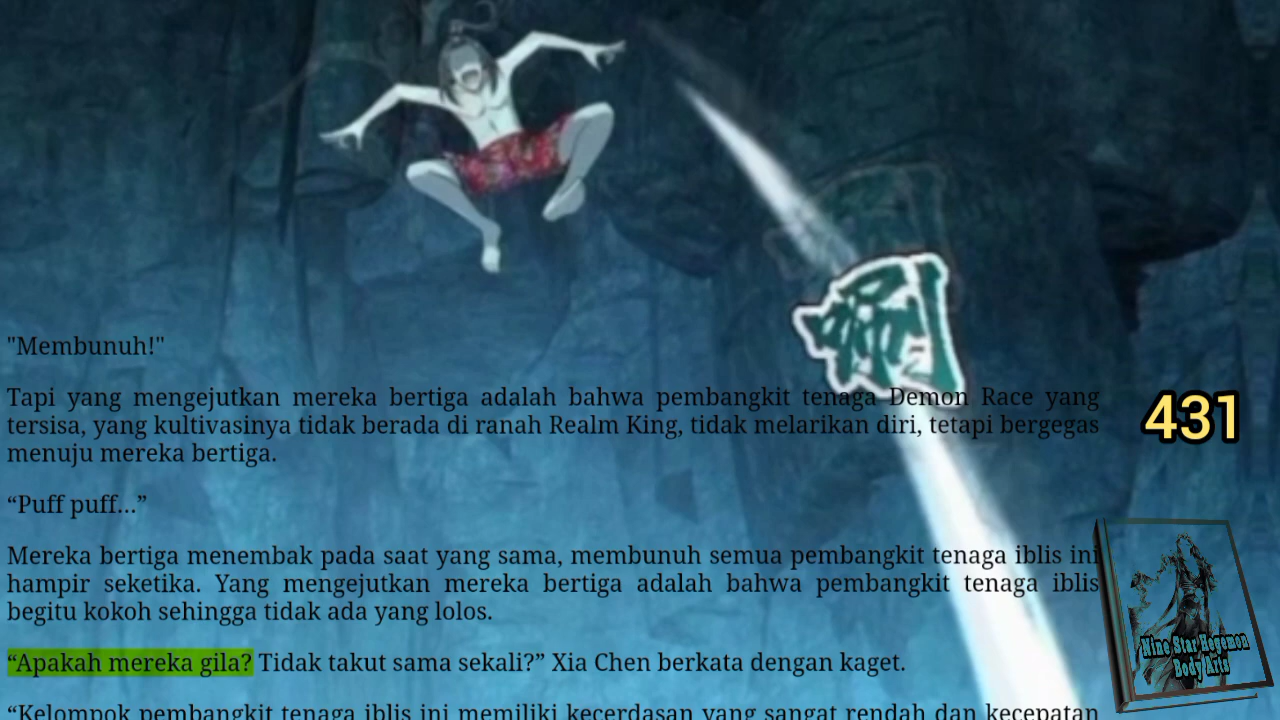 "Membunuh!"
Tapi yang mengejutkan mereka bertiga adalah bahwa pembangkit tenaga Demon Race yang
tersisa, yang kultivasinya tidak berada di ranah Realm King, tidak melarikan diri, tetapi bergegas
menuju mereka bertiga.
“Puff puff...”
Mereka bertiga menembak pada saat yang sama, membunuh semua pembangkit tenaga iblis ini
hampir seketika. Yang mengejutkan mereka bertiga adalah bahwa pembangkit tenaga iblis
begitu kokoh sehingga tidak ada yang lolos.
“Apakah mereka gila? Tidak takut sama sekali?” Xia Chen berkata dengan kaget.
“Kelompok pembangkit tenaga iblis ini memiliki kecerdasan yang sangat rendah dan kecepatan
431
Nine Star Hegemon
Body Arts